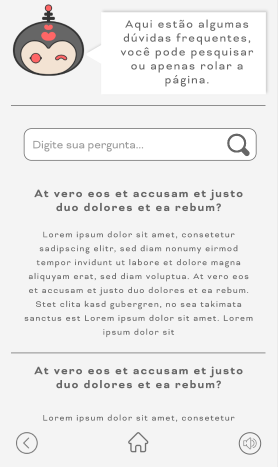 Aqui estão algumas
dúvidas frequentes,
você pode pesquisar
ou apenas rolar a
página.
Digite sua pergunta...
At vero eos et accusam et justo
duo dolores et ea rebum?
Lorem ipsum dolor sit amet, consetetur
sadipscing elitr, sed diam nonumy eirmod
tempor invidunt ut labore et dolore magna
aliquyam erat, sed diam voluptua. At vero eos
et accusam et justo duo dolores et ea rebum.
Stet clita kasd gubergren, no sea takimata
sanctus est Lorem ipsum dolor sit amet. Lorem
ipsum dolor sit
At vero eos et accusam et justo
duo dolores et ea rebum?
Lorem ipsum dolor sit amet, consetetur